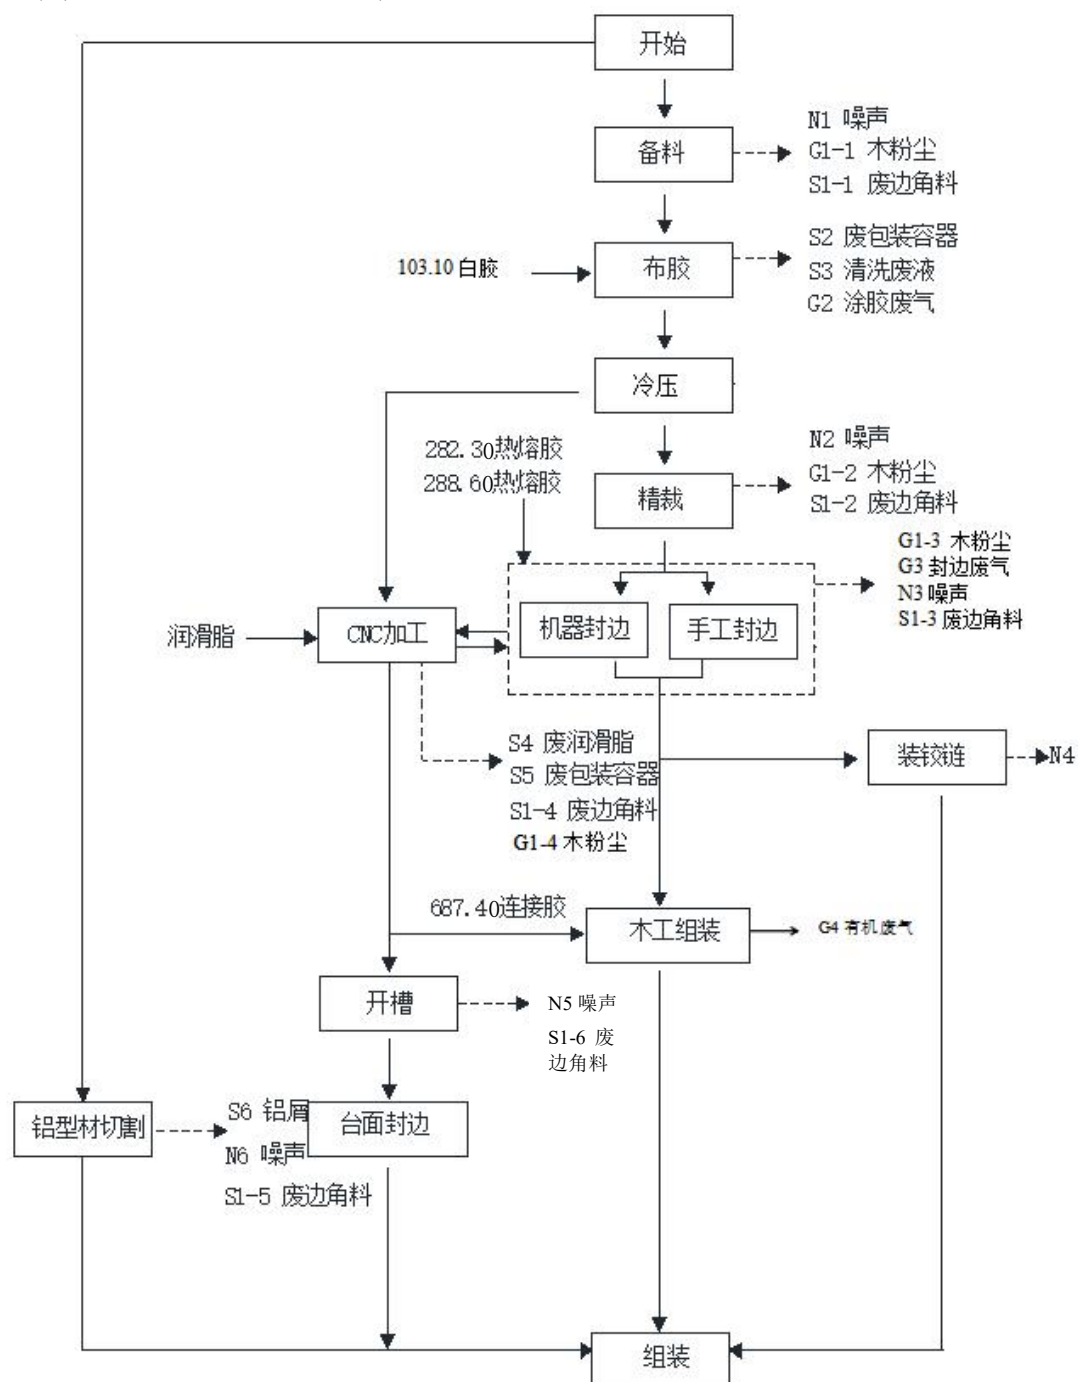 开始
备料
N1 噪声
G1-1 木粉尘
S1-1 废边角料
103.10白胶
布胶
S2 废包装容器
S3 清洗废液
G2 涂胶废气
冷压
282.30热熔胶
288.60热熔胶
精裁
N2 噪声
G1-2 木粉尘
S1-2 废边角料
G1-3 木粉尘
G3封边废气
N3噪声
S1-3废边角料
润滑脂
CNC加工
机器封边
手工封边
S4 废润滑脂
S5 废包装容器
S1-4 废边角料
G1-4木粉尘
装铰链
N4
687.40连接胶
木工组装
G4有机废气
开槽
N5 噪声
S1-6 废
边角料
铝型材切割
S6 铝屑
N6 噪声
S1-5 废边角料
台面封边
组装